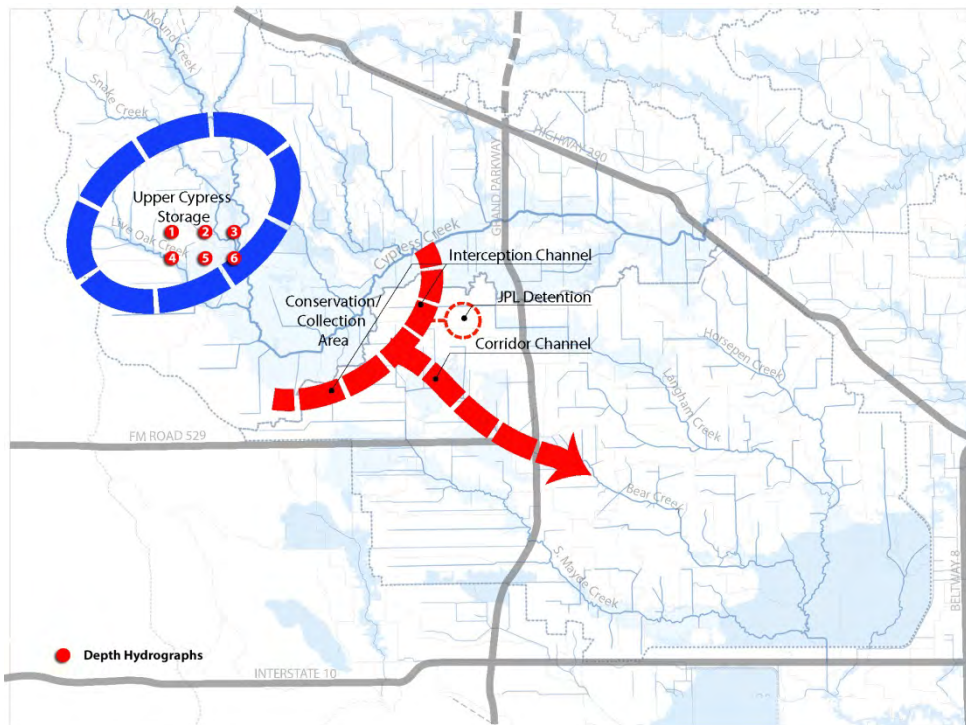 Mound Creek
Snake Creek
HIGHWAY 290
GRAND PARKWAY
Upper Cypress
Storage
1 2 3
Live Oak Creek
4 5 6
Cypress Creek
Interception Channel
Conservation/
Collection
Area
JPL Detention
Corridor Channel
Horsepen Creek
Langham Creek
FM ROAD 529
Bear Creek
S. Mayde Creek
BELTWAY 8
Depth Hydrographs
INTERSTATE 10